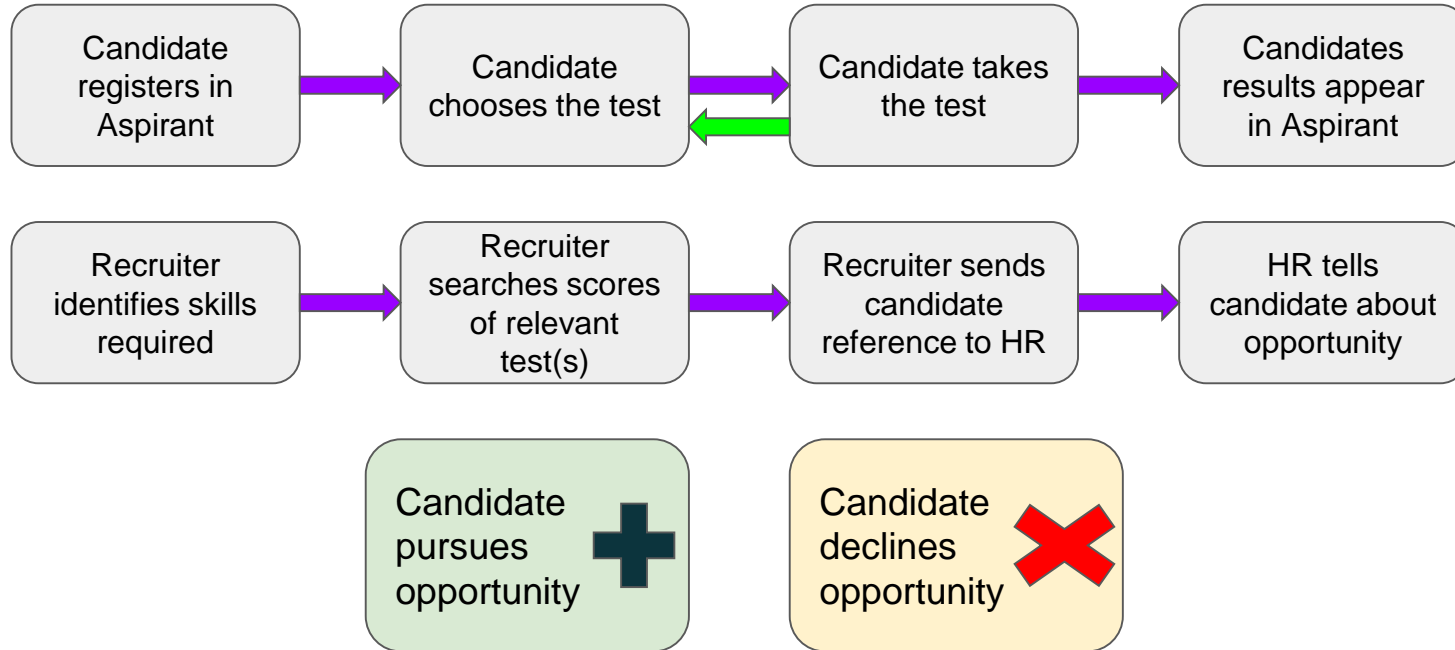 Candidate
registers in
Aspirant
Candidate
chooses the test
Candidate takes
the test
Candidates
results appear
in Aspirant
Recruiter
identifies skills
required
Recruiter
searches scores
of relevant
test(s)
Recruiter sends
candidate
reference to HR
HR tells
candidate about
opportunity
Candidate
pursues
opportunity
Candidate
declines
opportunity